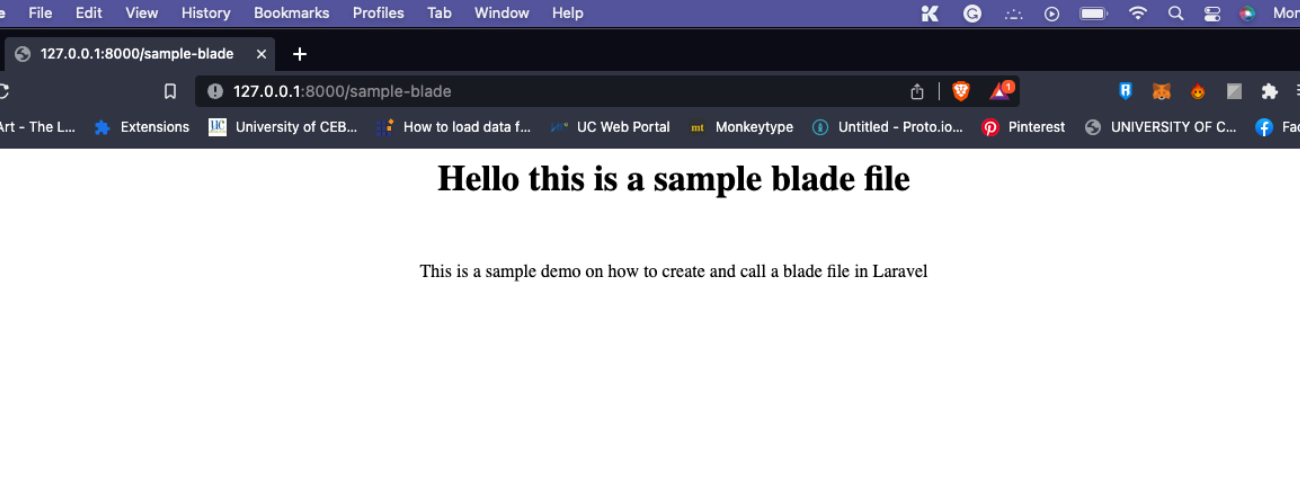 File Edit View History Bookmarks Profiles Tab Window Help
127.0.0.1:8000/sample-blade
127.0.0.1:8000/sample-blade 1
Art - The L... Extensions UC University of CEB... How to load data f... UC Web Portal mt Monkeytype Untitled - Proto.io... Pinterest UNIVERSITY OF C...
Hello this is a sample blade file
This is a sample demo on how to create and call a blade file in Laravel